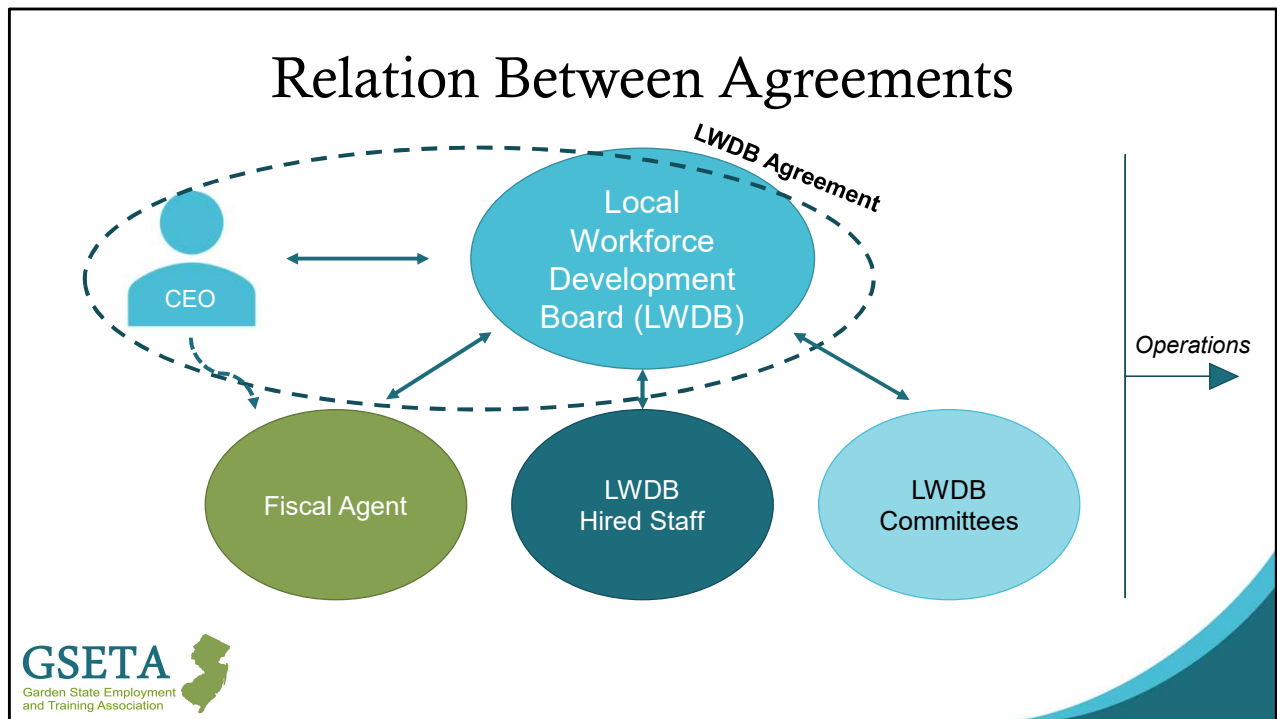 Relation Between Agreements
LWDB Agreement
Local
Workforce
Development
Board (LWDB)
CEO
Operations
Fiscal Agent
LWDB
Hired Staff
LWDB
Committees
GSETA
Garden State Employment
and Training Association